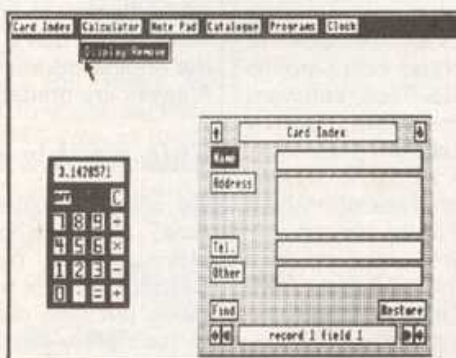 Card Index Calculator Note Pad Catalogue Programs Clock
Display Remove
3.1428571
OFF C
7 8 9 -
4 5 6 ×
1 2 3 -
0 . = +
Card Index
Name
Address
Tel.
Other
Find Restore
record 1 field 1